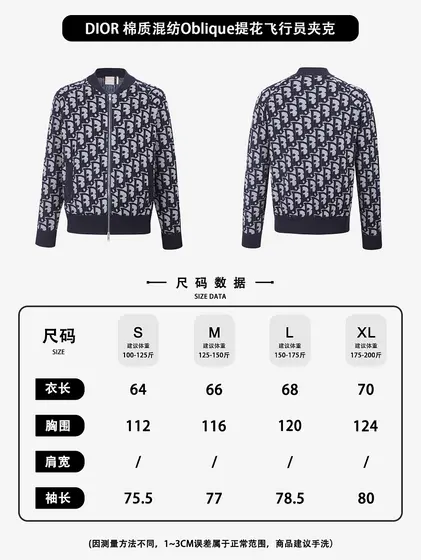 DIOR 棉质混纺Oblique提花飞行员夹克
尺码数据
SIZE DATA
尺码 S M L XL
SIZE 建议体重 建议体重 建议体重 建议体重
100-125斤 125-150斤 150-175斤 175-200斤
衣长 64 66 68 70
胸围 112 116 120 124
肩宽 / / / /
袖长 75.5 77 78.5 80
(因测量方法不同，1~3CM误差属于正常范围，商品建议手洗)